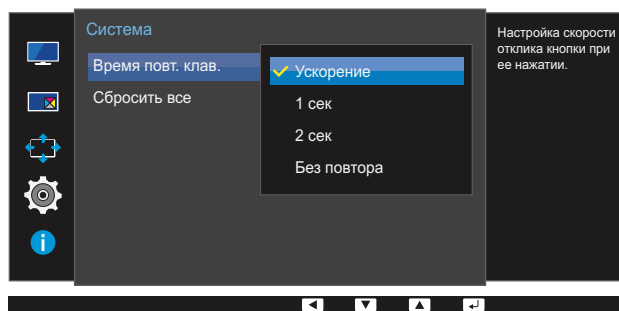 Система
Время повт. клав.
Сбросить все
Ускорение
1 сек
2 сек
Без повтора
Настройка скорости
отклика кнопки при
ее нажатии.